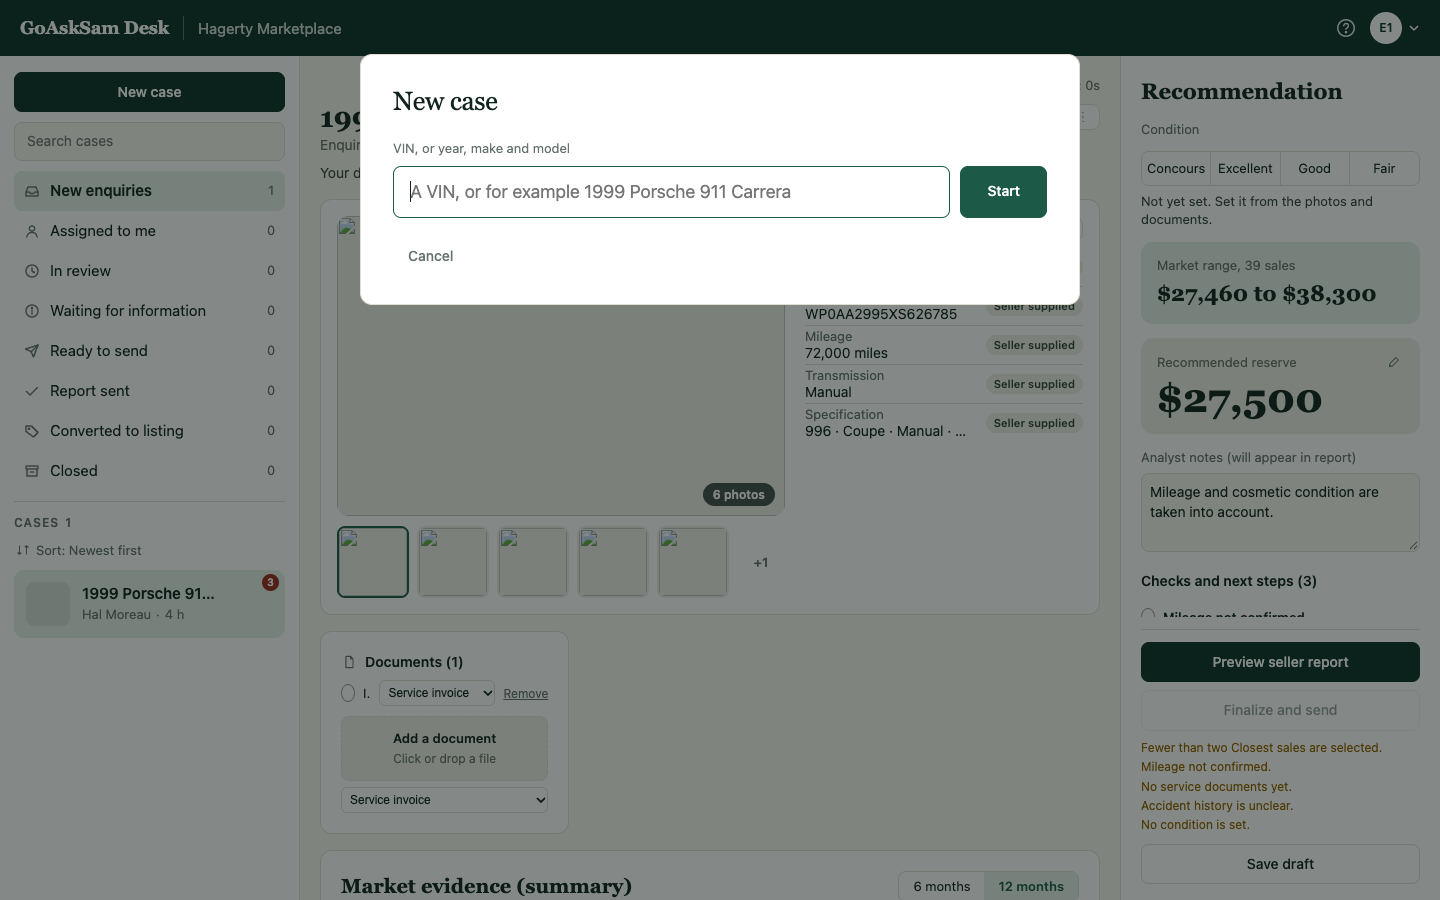 GoAskSam Desk
Hagerty Marketplace
E1
New case
Search cases
New enquiries 1
Assigned to me 0
In review 0
Waiting for information 0
Ready to send 0
Report sent 0
Converted to listing 0
Closed 0
CASES 1
Sort: Newest first
1999 Porsche 91...
Hal Moreau · 4 h
3
New case
VIN, or year, make and model
A VIN, or for example 1999 Porsche 911 Carrera
Start
Cancel
199
Enquir
Your d
: 0s
Seller supplied
WP0AA2995XS626785
Mileage
72,000 miles
Seller supplied
Transmission
Manual
Seller supplied
Specification
996 · Coupe · Manual · ...
Seller supplied
6 photos
+1
Documents (1)
I.
Service invoice
Remove
Add a document
Click or drop a file
Service invoice
Market evidence (summary)
6 months
12 months
Recommendation
Condition
Concours
Excellent
Good
Fair
Not yet set. Set it from the photos and
documents.
Market range, 39 sales
$27,460 to $38,300
Recommended reserve
$27,500
Analyst notes (will appear in report)
Mileage and cosmetic condition are
taken into account.
Checks and next steps (3)
Mileage not confirmed
Preview seller report
Finalize and send
Fewer than two Closest sales are selected.
Mileage not confirmed.
No service documents yet.
Accident history is unclear.
No condition is set.
Save draft